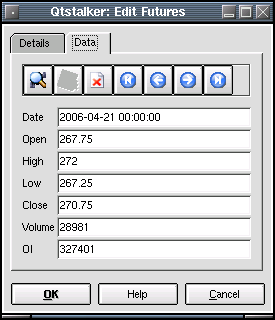 Qtstalker: Edit Futures
Details Data
Date 2006-04-21 00:00:00
Open 267.75
High 272
Low 267.25
Close 270.75
Volume 28981
OI 327401
OK Help Cancel